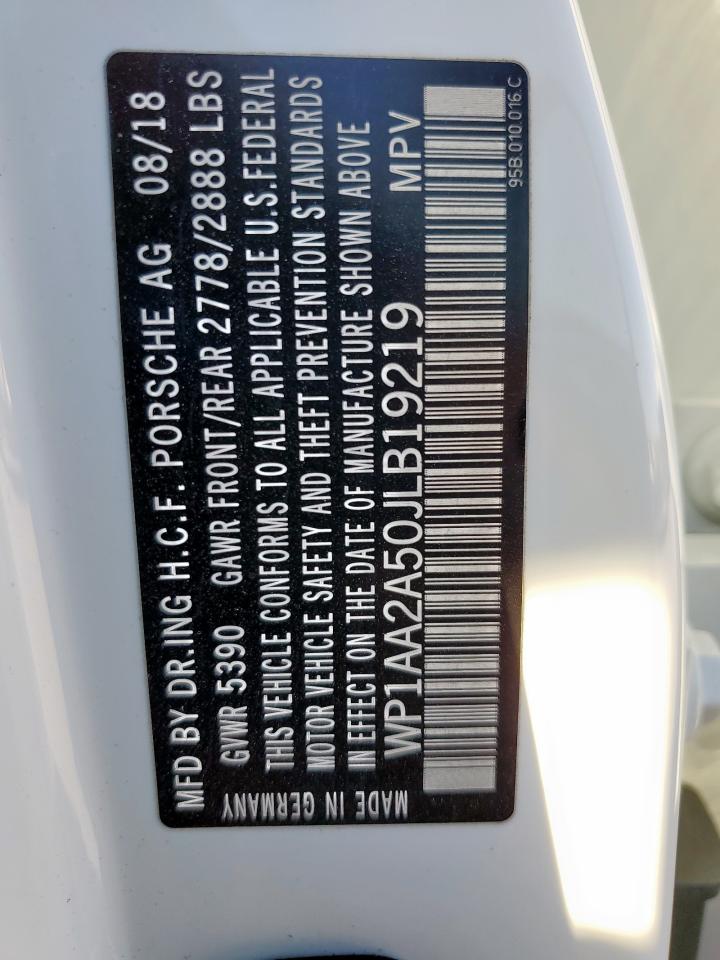 MFD BY DR.ING H.C.F. PORSCHE AG 08/18
GVWR 5390 GAWR FRONT/REAR 2778/2888 LBS
THIS VEHICLE CONFORMS TO ALL APPLICABLE U.S.FEDERAL
MOTOR VEHICLE SAFETY AND THEFT PREVENTION STANDARDS
IN EFFECT ON THE DATE OF MANUFACTURE SHOWN ABOVE
WP1AA2A50JLB19219 MPV
MADE IN GERMANY
95B.010.016.C